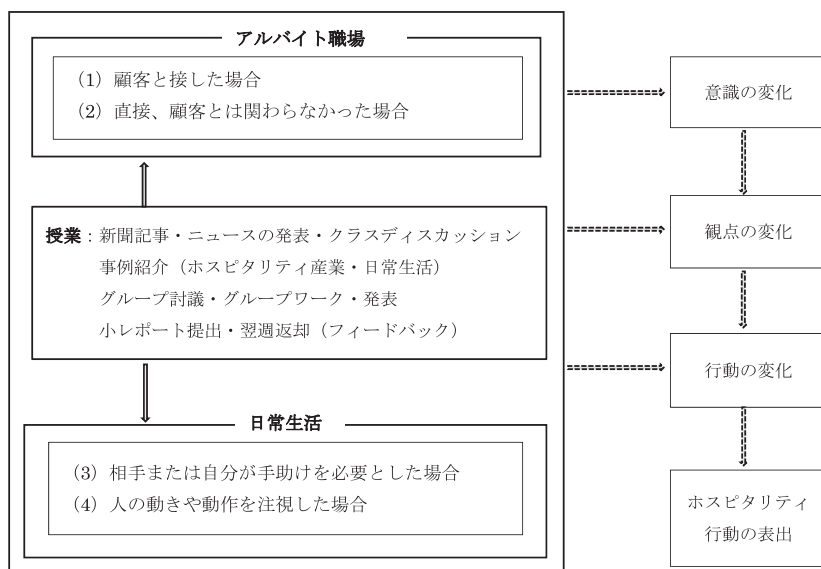 アルバイト職場
(1) 顧客と接した場合
(2) 直接、顧客とは関わらなかった場合
授業：新聞記事・ニュースの発表・クラスディスカッション
事例紹介（ホスピタリティ産業・日常生活）
グループ討議・グループワーク・発表
小レポート提出・翌週返却（フィードバック）
日常生活
(3) 相手または自分が手助けを必要とした場合
(4) 人の動きや動作を注視した場合
意識の変化
観点の変化
行動の変化
ホスピタリティ
行動の表出